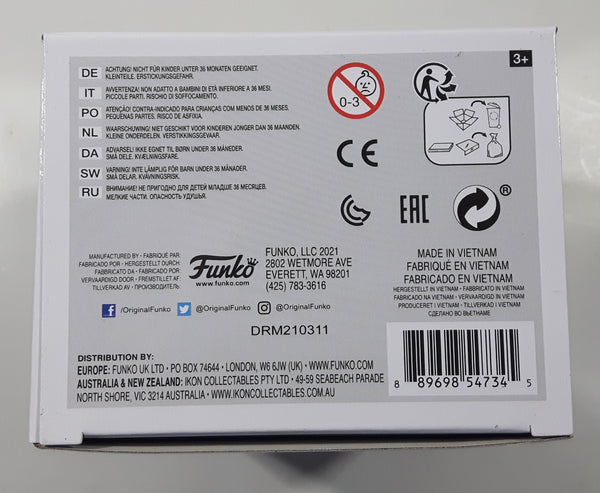 DE ACHTUNG! NICHT FÜR KINDER UNTER 36 MONATEN GEEIGNET.
KLEINTEILE. ERSTICKUNGSGEFAHR.
IT AVVERTENZA! NON ADATTO A BAMBINI DI ETÀ INFERIORE A 36 MESI.
PICCOLE PARTI. RISCHIO DI SOFFOCAMENTO.
PO ATENÇÃO! CONTRA-INDICADO PARA CRIANÇAS COM MENOS DE 36 MESES,
PEQUENAS PARTES. RISCO DE ASFIXIA.
NL WAARSCHUWING! NIET GESCHIKT VOOR KINDEREN JONGER DAN 36 MAANDEN.
KLEINE ONDERDELEN. VERSTIKKINGSGEVAAR.
DA ADVARSEL! IKKE EGNET TIL BØRN UNDER 36 MÅNEDER.
SMÅ DELE. KVÆLNINGSFARE.
SW VARNING! INTE LÄMPLIG FÖR BARN UNDER 36 MÅNADER.
SMÅ DELAR. KVÄVNINGSRISK.
RU ВНИМАНИЕ! НЕ ПРИГОДНО ДЛЯ ДЕТЕЙ МЛАДШЕ 36 МЕСЯЦЕВ.
МЕЛКИЕ ЧАСТИ. ОПАСНОСТЬ УДУШЬЯ.
0-3
3+
CE
EAC
®
MANUFACTURED BY • FABRIQUÉ PAR
FABRICADO POR • HERGESTELLT DURCH
FABBRICATO DA • FABRICADO POR
VERVAARDIGD DOOR • FREMSTILLET AF
TILLVERKAD AV • ПРОИЗВОДИТЕЛЬ
Funko
www.funko.com
FUNKO, LLC 2021
2802 WETMORE AVE
EVERETT, WA 98201
(425) 783-3616
MADE IN VIETNAM
FABRIQUÉ EN VIETNAM
FABRICADO EN VIETNAM
HERGESTELLT IN VIETNAM • FABBRICATO IN VIETNAM
FABRICADO NA VIETNAM • VERVAARDIGD IN VIETNAM
PRODUCERET I VIETNAM • TILLVERKAD I VIETNAM
СДЕЛАНО ВО ВЬЕТНАМЕ
f /OriginalFunko @OriginalFunko @OriginalFunko
DRM210311
DISTRIBUTION BY:
EUROPE: FUNKO UK LTD • PO BOX 74644 • LONDON, W6 6JW (UK) • WWW.FUNKO.COM
AUSTRALIA & NEW ZEALAND: IKON COLLECTABLES PTY LTD • 49-59 SEABEACH PARADE
NORTH SHORE, VIC 3214 AUSTRALIA • WWW.IKONCOLLECTABLES.COM.AU
8 89698 54734 5